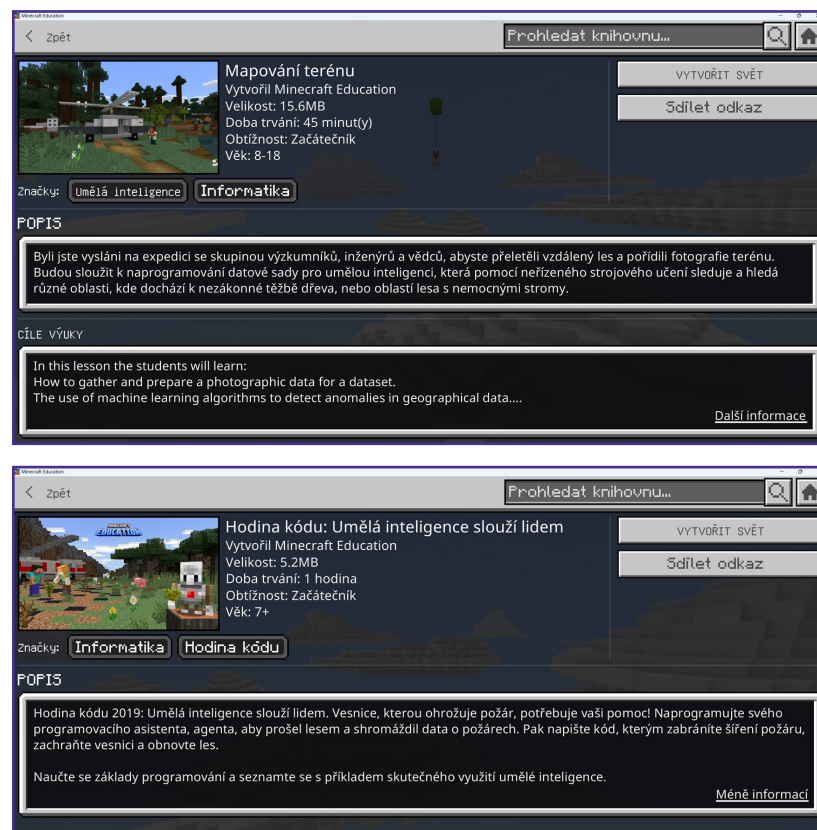 Minecraft Education
Zpět
Prohledat knihovnu...
Mapování terénu
Vytvořil Minecraft Education
Velikost: 15.6MB
Doba trvání: 45 minut(y)
Obtížnost: Začátečník
Věk: 8-18
VYTVOŘIT SVĚT
Sdílet odkaz
Značky: Umělá inteligence Informatika
POPIS
Byli jste vysláni na expedici se skupinou výzkumníků, inženýrů a vědců, abyste přeletěli vzdálený les a pořídili fotografie terénu.
Budou sloužit k naprogramování datové sady pro umělou inteligenci, která pomocí neřízeného strojového učení sleduje a hledá
různé oblasti, kde dochází k nezákonné těžbě dřeva, nebo oblastí lesa s nemocnými stromy.
CÍLE VÝUKY
In this lesson the students will learn:
How to gather and prepare a photographic data for a dataset.
The use of machine learning algorithms to detect anomalies in geographical data....
Další informace
Minecraft Education
Zpět
Prohledat knihovnu...
MINECRAFT
EDUCATION
Hodina kódu: Umělá inteligence slouží lidem
Vytvořil Minecraft Education
Velikost: 5.2MB
Doba trvání: 1 hodina
Obtížnost: Začátečník
Věk: 7+
VYTVOŘIT SVĚT
Sdílet odkaz
Značky: Informatika Hodina kódu
POPIS
Hodina kódu 2019: Umělá inteligence slouží lidem. Vesnice, kterou ohrožuje požár, potřebuje vaši pomoc! Naprogramujte svého
programovacího asistenta, agenta, aby prošel lesem a shromáždil data o požárech. Pak napište kód, kterým zabráníte šíření požáru,
zachraňte vesnici a obnovte les.
Naučte se základy programování a seznamte se s příkladem skutečného využití umělé inteligence.
Méně informací